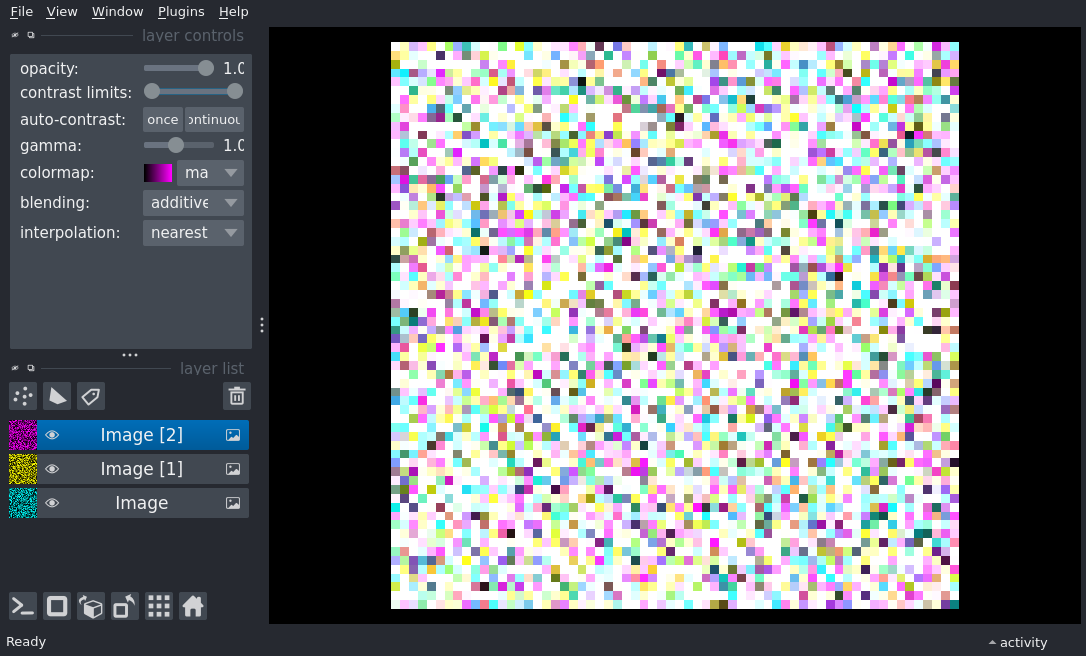 File View Window Plugins Help
layer controls
opacity: 1.0
contrast limits:
auto-contrast: once ontinuou
gamma: 1.0
colormap: ma
blending: additive
interpolation: nearest
layer list
Image [2]
Image [1]
Image
Ready
activity